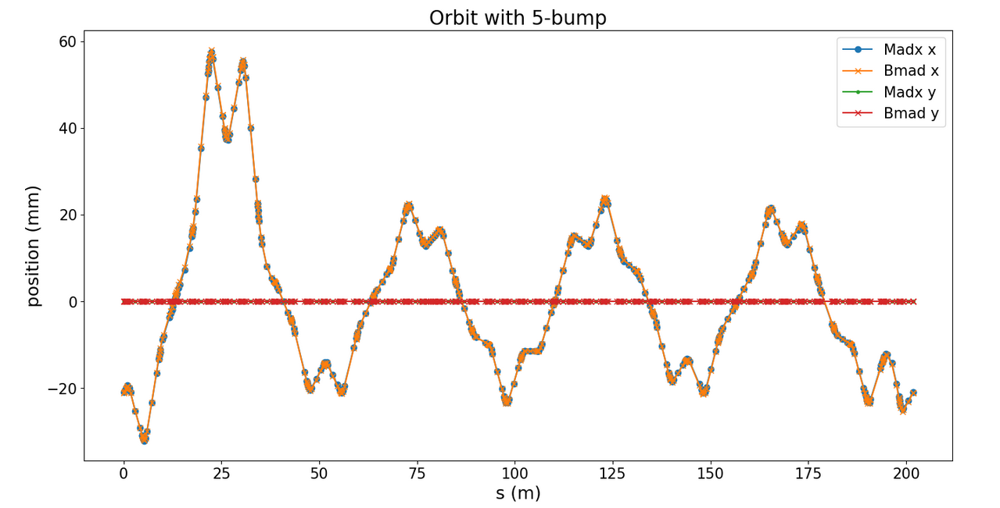 Orbit with 5-bump
Madx x
Bmad x
Madx y
Bmad y
60
40
20
0
−20
position (mm)
0 25 50 75 100 125 150 175 200
s (m)